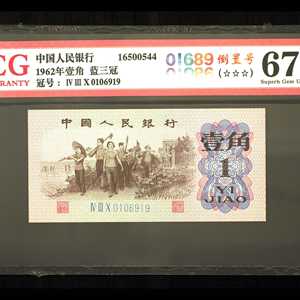 CG
RRANTY
中国人民银行 16500544
1962年壹角 蓝三冠
冠号： Ⅳ Ⅲ X 0106919
01689 倒置号
(☆☆☆)
67
Superb Gem U
中国人民银行
壹角
1
YI
JIAO
Ⅳ Ⅲ X 0106919